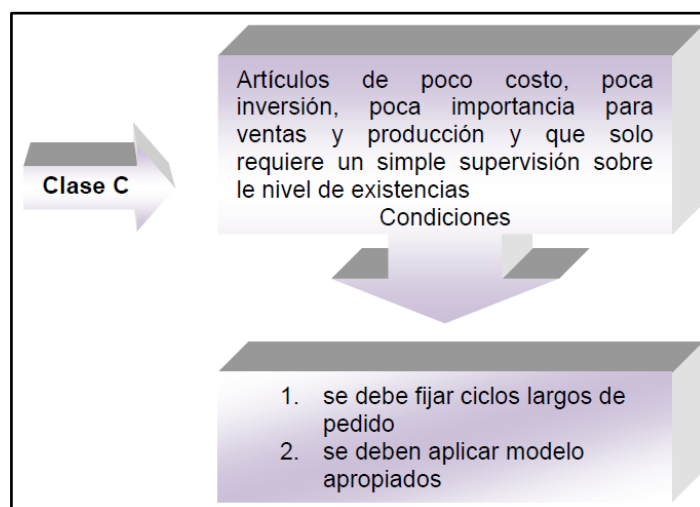 Artículos de poco costo, poca
inversión, poca importancia para
ventas y producción y que solo
requiere un simple supervisión sobre
le nivel de existencias
Condiciones
Clase C
1. se debe fijar ciclos largos de
pedido
2. se deben aplicar modelo
apropiados